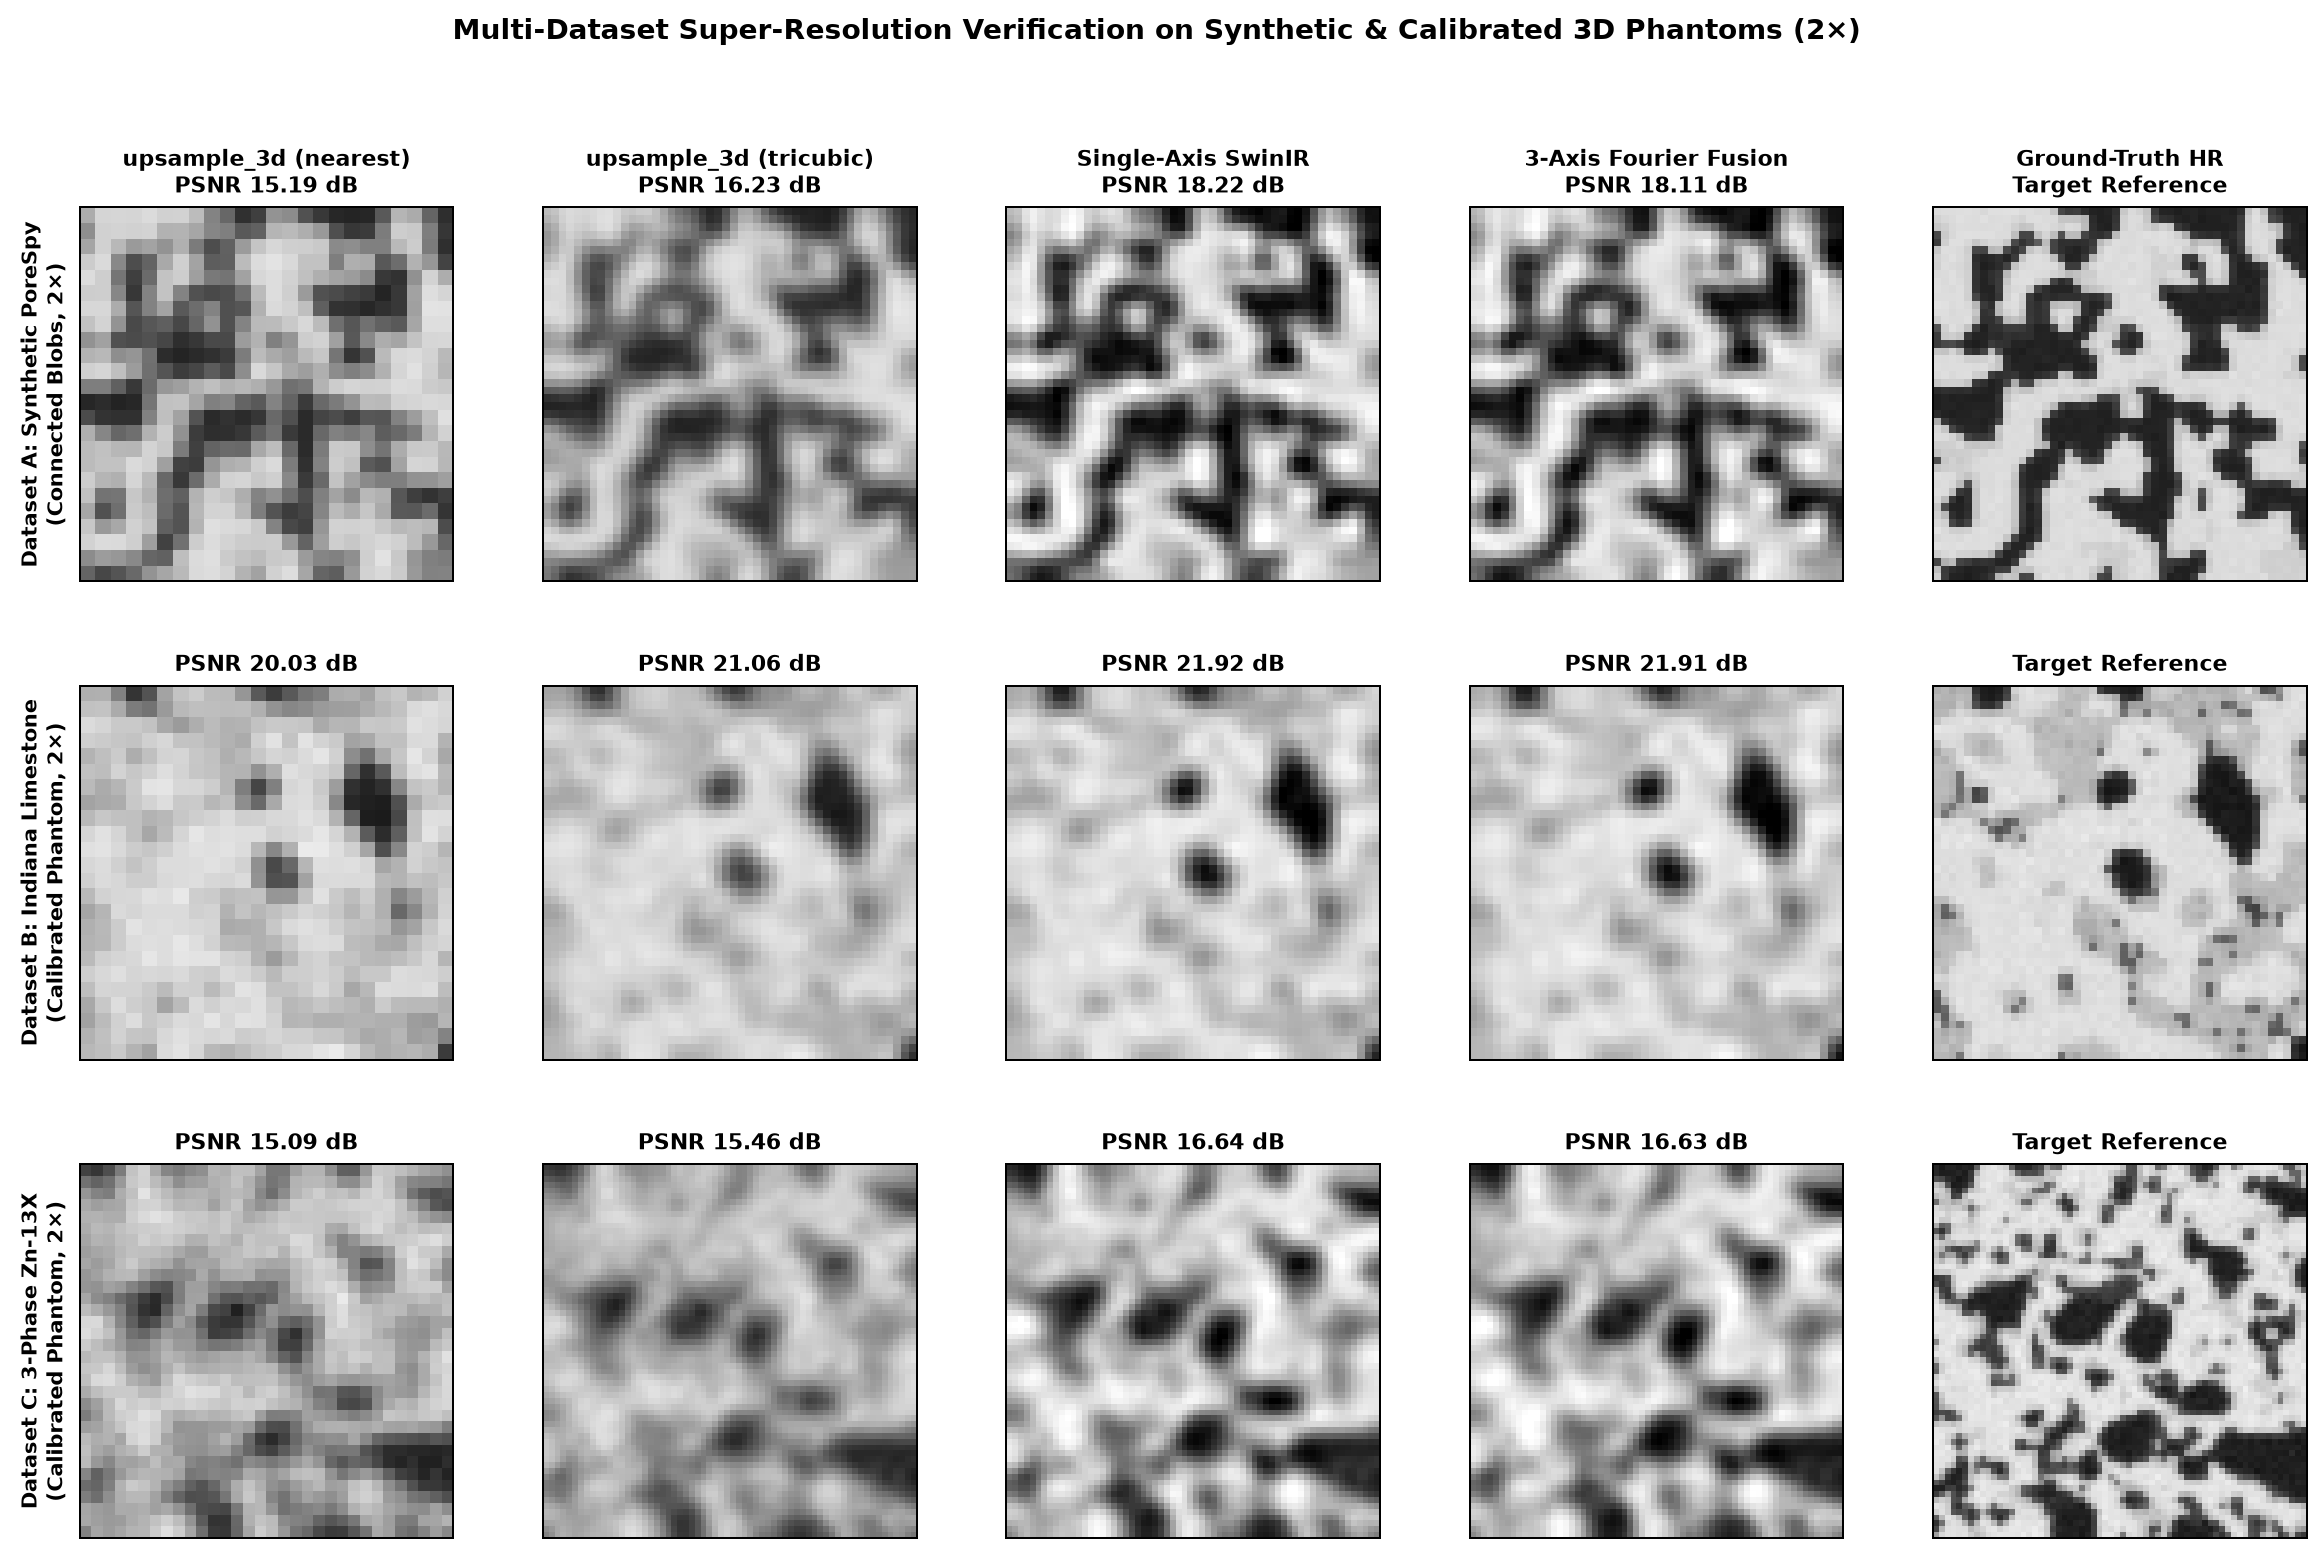 Multi-Dataset Super-Resolution Verification on Synthetic & Calibrated 3D Phantoms (2×)
upsample_3d (nearest)
PSNR 15.19 dB
upsample_3d (tricubic)
PSNR 16.23 dB
Single-Axis SwinIR
PSNR 18.22 dB
3-Axis Fourier Fusion
PSNR 18.11 dB
Ground-Truth HR
Target Reference
Dataset A: Synthetic PoreSpy
(Connected Blobs, 2×)
PSNR 20.03 dB
PSNR 21.06 dB
PSNR 21.92 dB
PSNR 21.91 dB
Target Reference
Dataset B: Indiana Limestone
(Calibrated Phantom, 2×)
PSNR 15.09 dB
PSNR 15.46 dB
PSNR 16.64 dB
PSNR 16.63 dB
Target Reference
Dataset C: 3-Phase Zn-13X
(Calibrated Phantom, 2×)